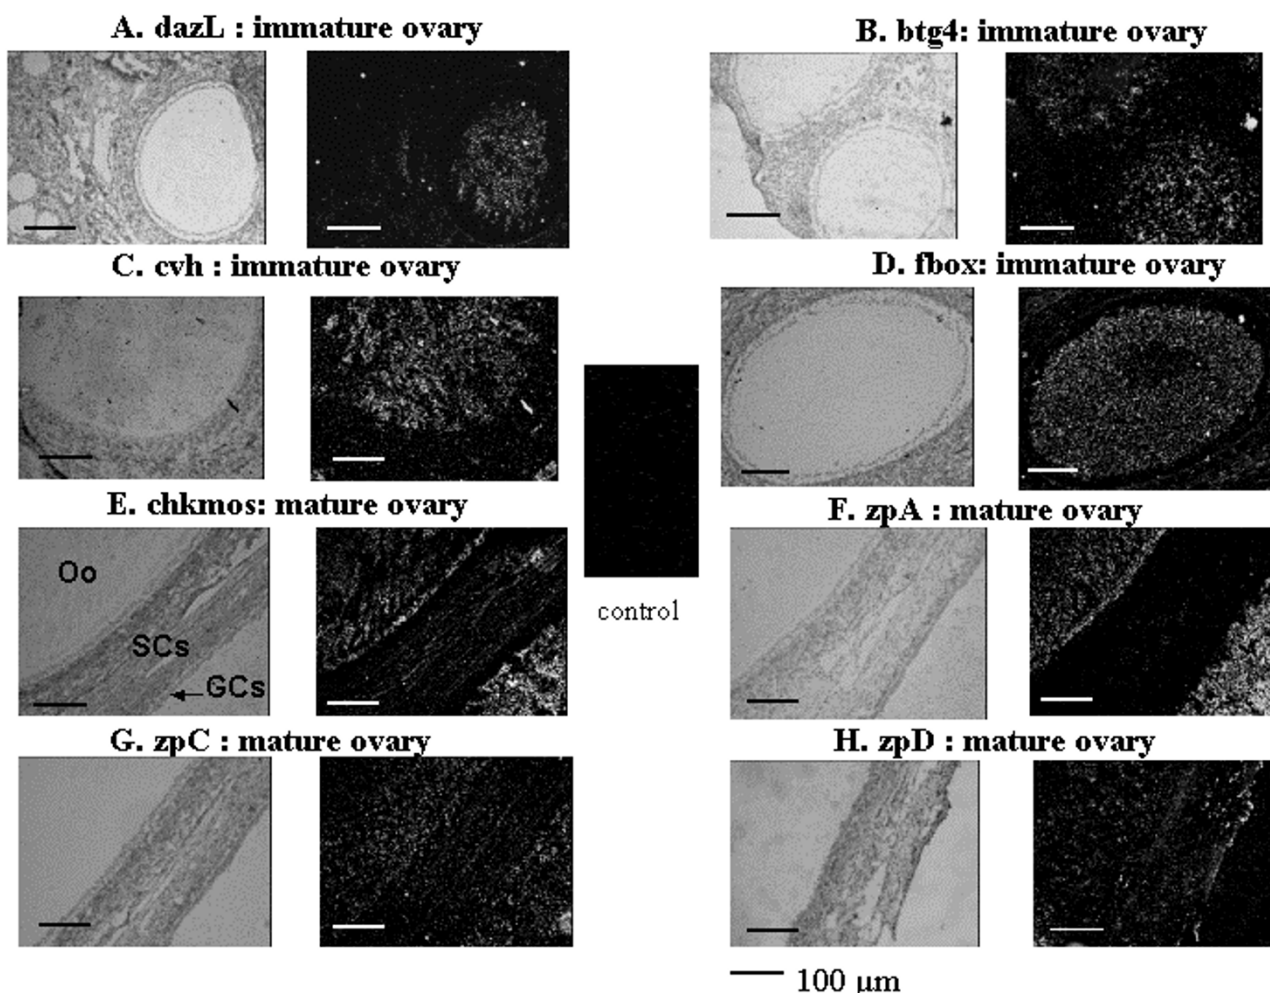 A. dazL : immature ovary
B. btg4: immature ovary
C. cvh : immature ovary
D. fbox: immature ovary
control
E. chkmos: mature ovary
Oo
SCs
GCs
F. zpA : mature ovary
G. zpC : mature ovary
H. zpD : mature ovary
100 µm